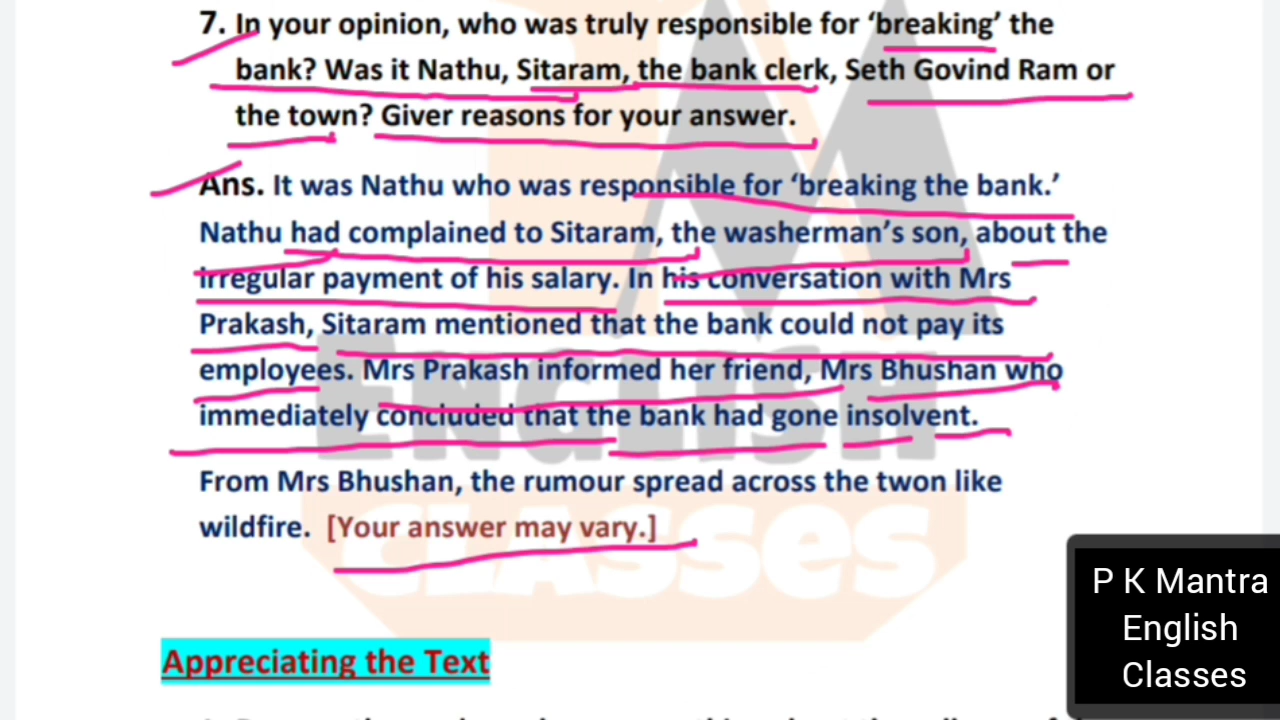 7. In your opinion, who was truly responsible for ‘breaking’ the
bank? Was it Nathu, Sitaram, the bank clerk, Seth Govind Ram or
the town? Giver reasons for your answer.
Ans. It was Nathu who was responsible for ‘breaking the bank.’
Nathu had complained to Sitaram, the washerman’s son, about the
irregular payment of his salary. In his conversation with Mrs
Prakash, Sitaram mentioned that the bank could not pay its
employees. Mrs Prakash informed her friend, Mrs Bhushan who
immediately concluded that the bank had gone insolvent.
From Mrs Bhushan, the rumour spread across the twon like
wildfire. [Your answer may vary.]
ENGLISH
CLASSES
P K Mantra
English
Classes
Appreciating the Text